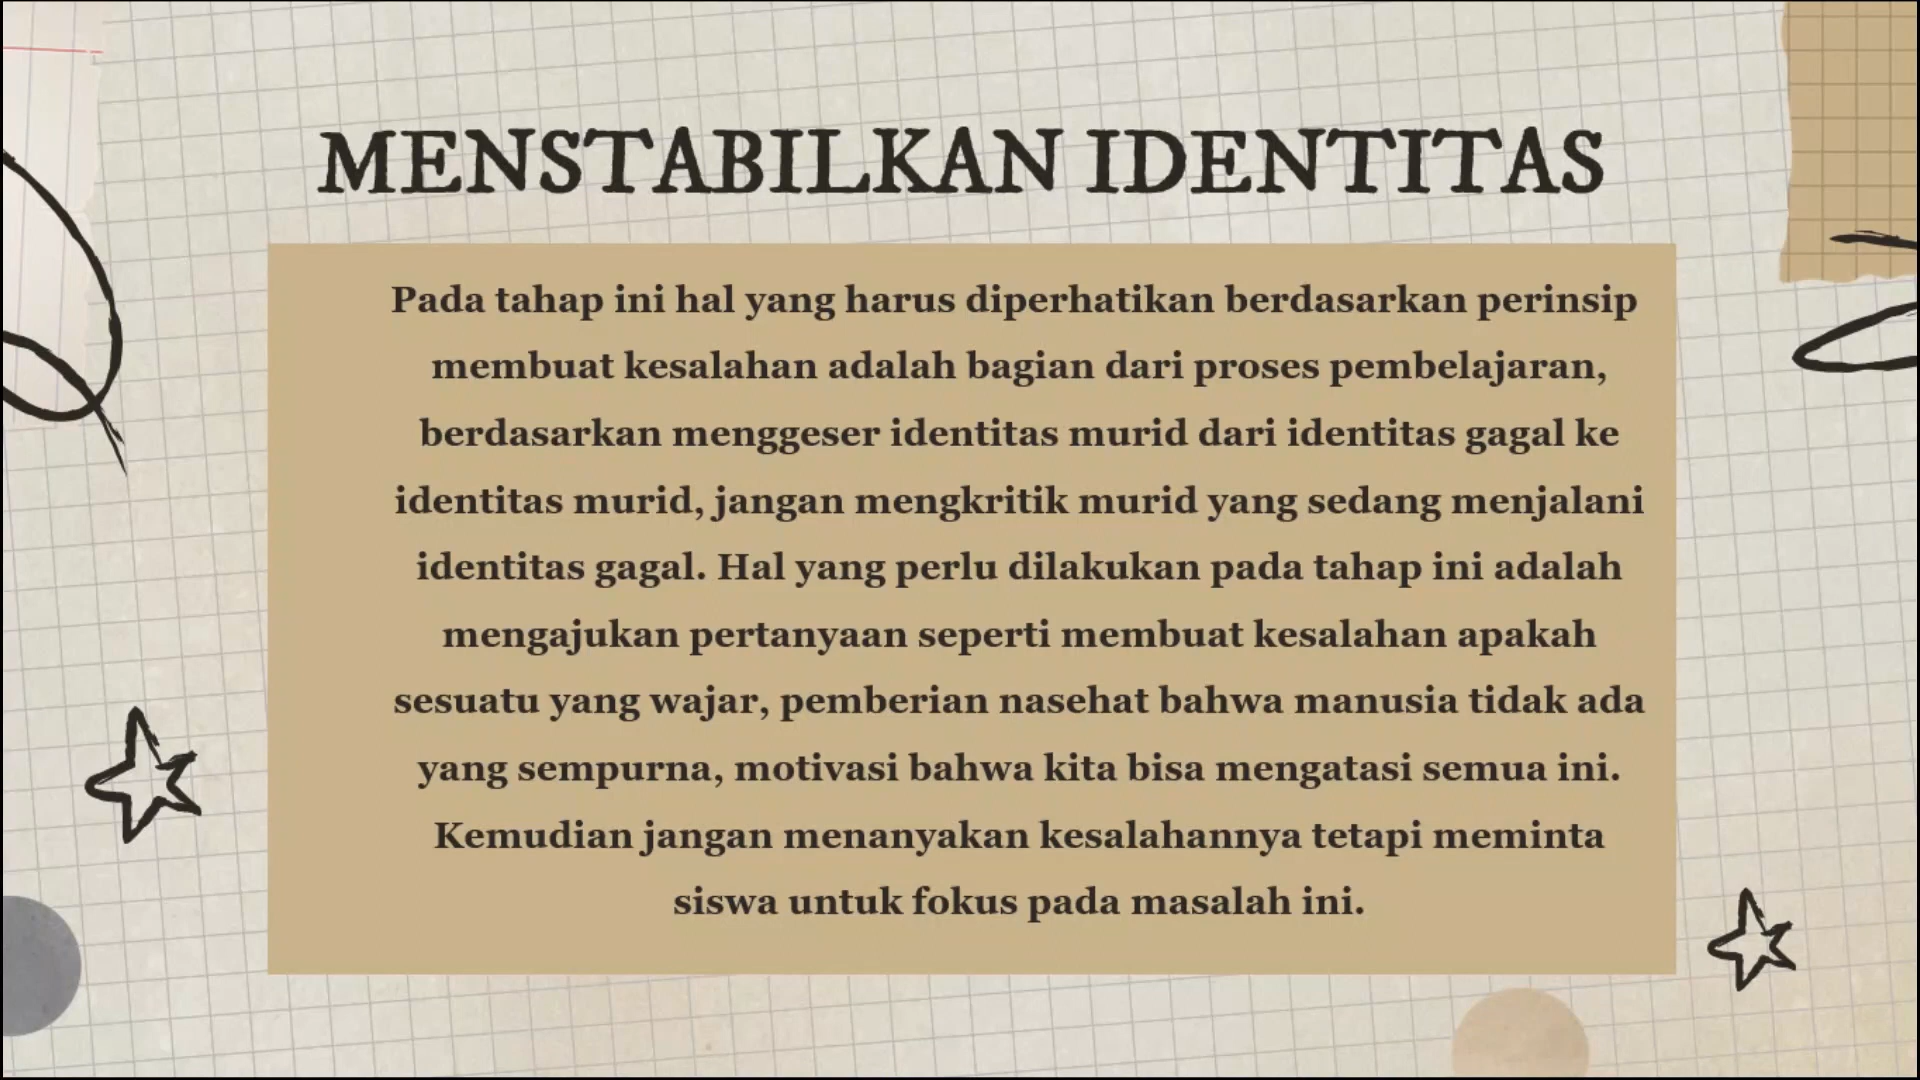 MENSTABILKAN IDENTITAS
Pada tahap ini hal yang harus diperhatikan berdasarkan perinsip
membuat kesalahan adalah bagian dari proses pembelajaran,
berdasarkan menggeser identitas murid dari identitas gagal ke
identitas murid, jangan mengkritik murid yang sedang menjalani
identitas gagal. Hal yang perlu dilakukan pada tahap ini adalah
mengajukan pertanyaan seperti membuat kesalahan apakah
sesuatu yang wajar, pemberian nasehat bahwa manusia tidak ada
yang sempurna, motivasi bahwa kita bisa mengatasi semua ini.
Kemudian jangan menanyakan kesalahannya tetapi meminta
siswa untuk fokus pada masalah ini.